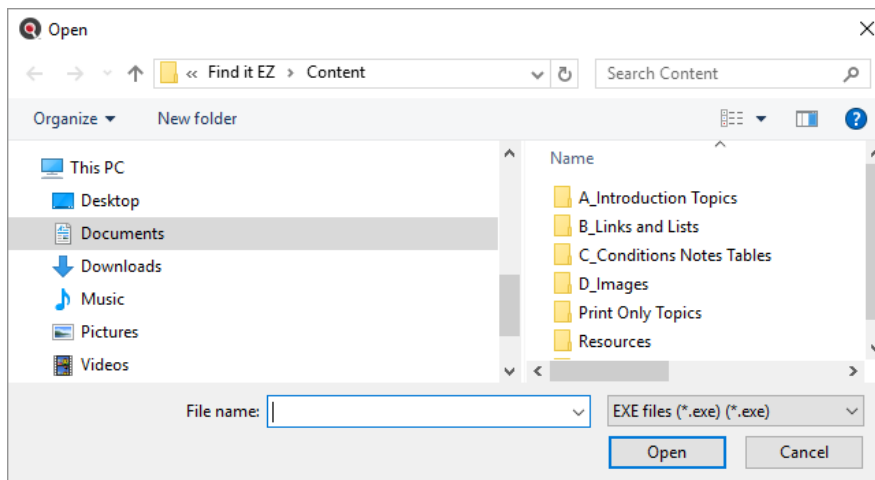 Open
« Find it EZ > Content
Search Content
Organize
New folder
This PC
Desktop
Documents
Downloads
Music
Pictures
Videos
Name
A_Introduction Topics
B_Links and Lists
C_Conditions Notes Tables
D_Images
Print Only Topics
Resources
File name:
EXE files (*.exe) (*.exe)
Open
Cancel